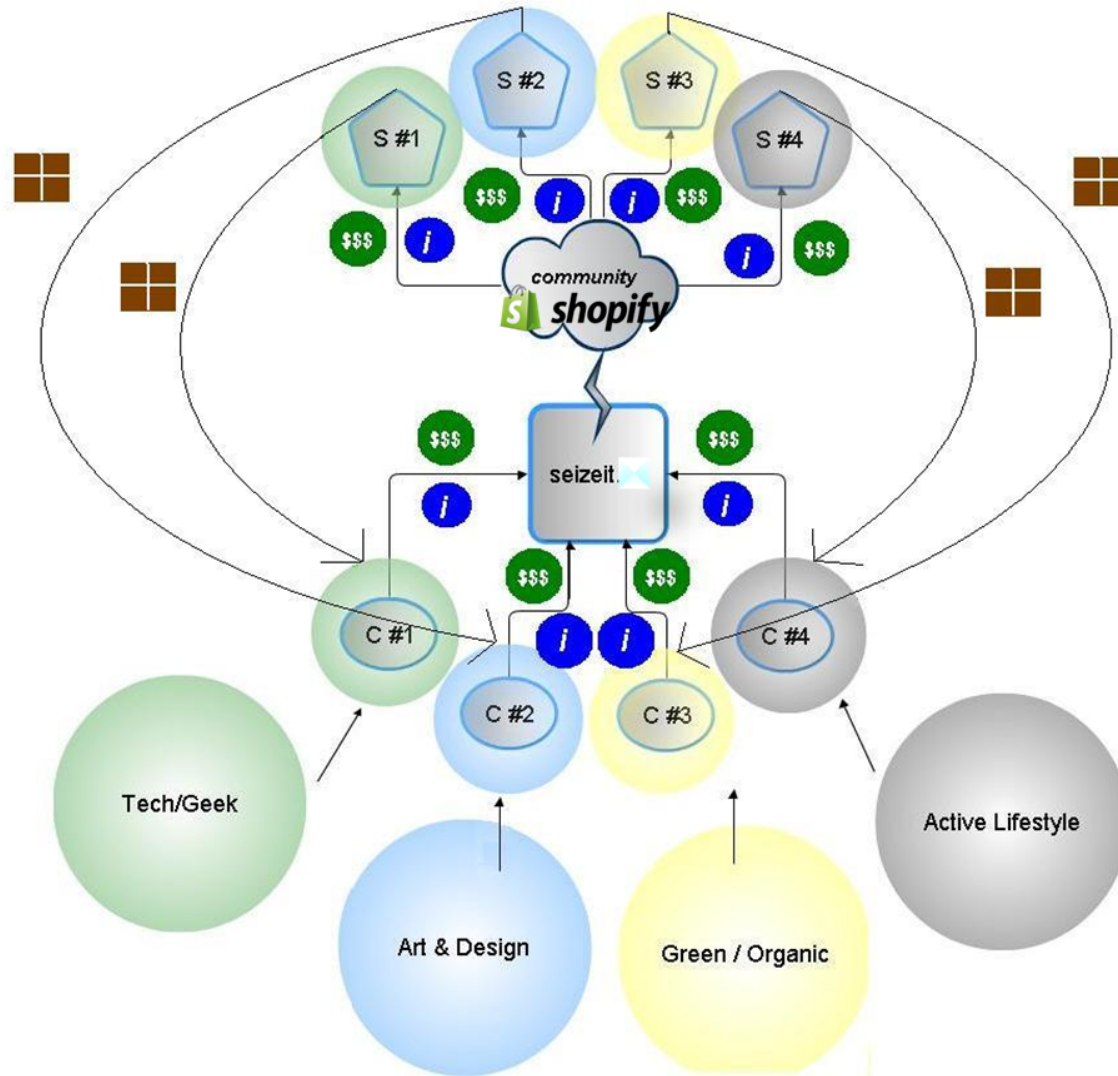 S #2
S #3
S #1
S #4
$$$
i
i
$$$
$$$
i
i
$$$
community
S shopify
$$$
$$$
seizeit.
i
i
$$$
$$$
C #1
i
i
C #4
C #2
C #3
Tech/Geek
Active Lifestyle
Art & Design
Green / Organic